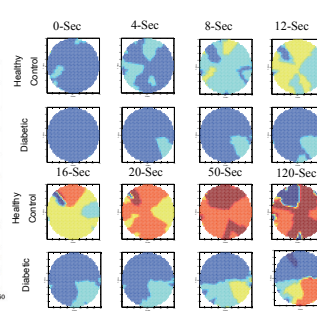 0-Sec 4-Sec 8-Sec 12-Sec
Healthy
Control
Diabetic
16-Sec 20-Sec 50-Sec 120-Sec
Healthy
Control
Diabetic